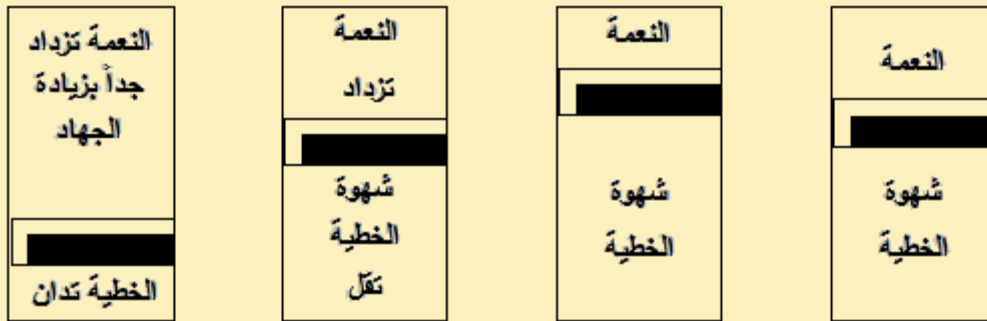 النعمة
شهوة
الخطية
النعمة
شهوة
الخطية
النعمة
تزداد
شهوة
الخطية
تقل
النعمة تزداد
جداً بزيادة
الجهاد
الخطية تدان